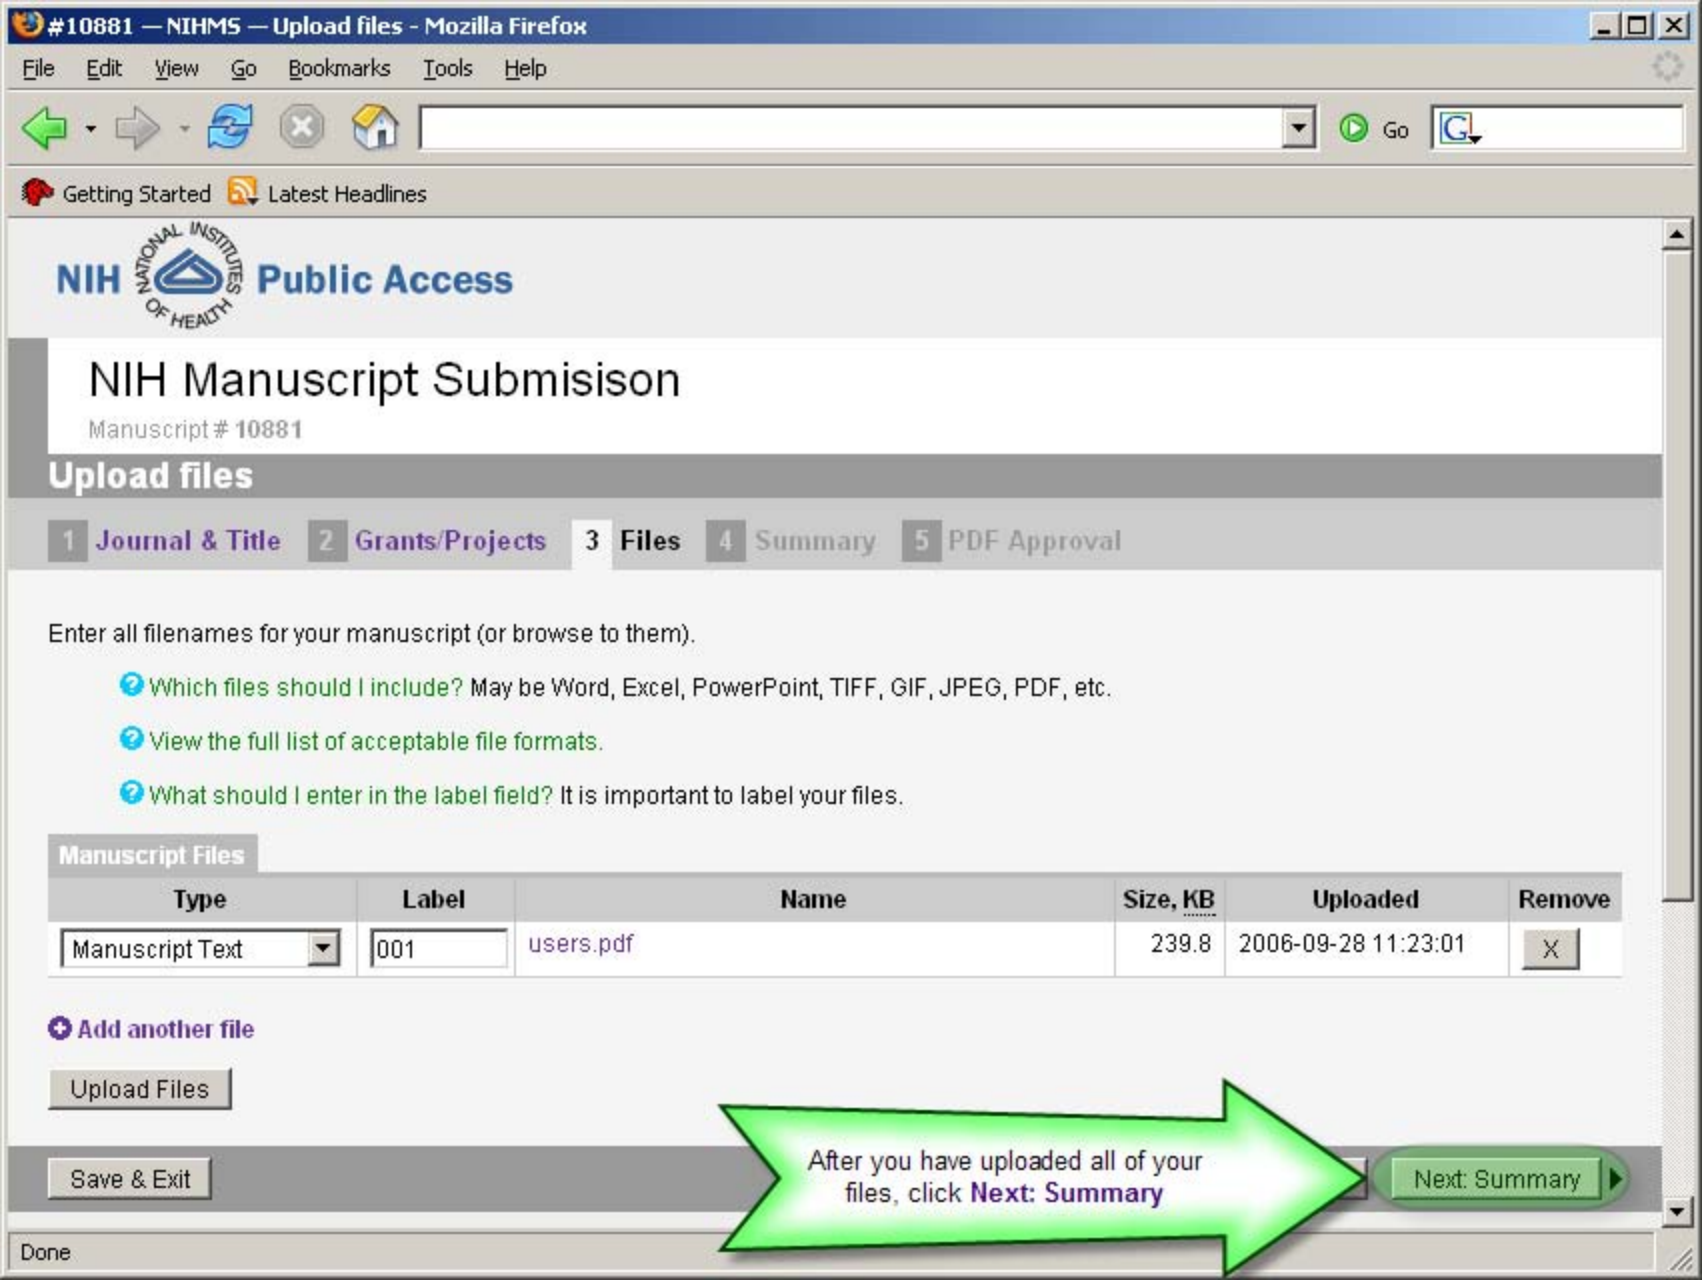 #10881 — NIHMS — Upload files - Mozilla Firefox
File Edit View Go Bookmarks Tools Help
Go G
Getting Started Latest Headlines
NIH NATIONAL INSTITUTES OF HEALTH Public Access
NIH Manuscript Submisison
Manuscript # 10881
Upload files
1 Journal & Title 2 Grants/Projects 3 Files 4 Summary 5 PDF Approval
Enter all filenames for your manuscript (or browse to them).
? Which files should I include? May be Word, Excel, PowerPoint, TIFF, GIF, JPEG, PDF, etc.
? View the full list of acceptable file formats.
? What should I enter in the label field? It is important to label your files.
Manuscript Files
Type Label Name Size, KB Uploaded Remove
Manuscript Text 001 users.pdf 239.8 2006-09-28 11:23:01 X
Add another file
Upload Files
After you have uploaded all of your
files, click Next: Summary
Save & Exit Next: Summary
Done